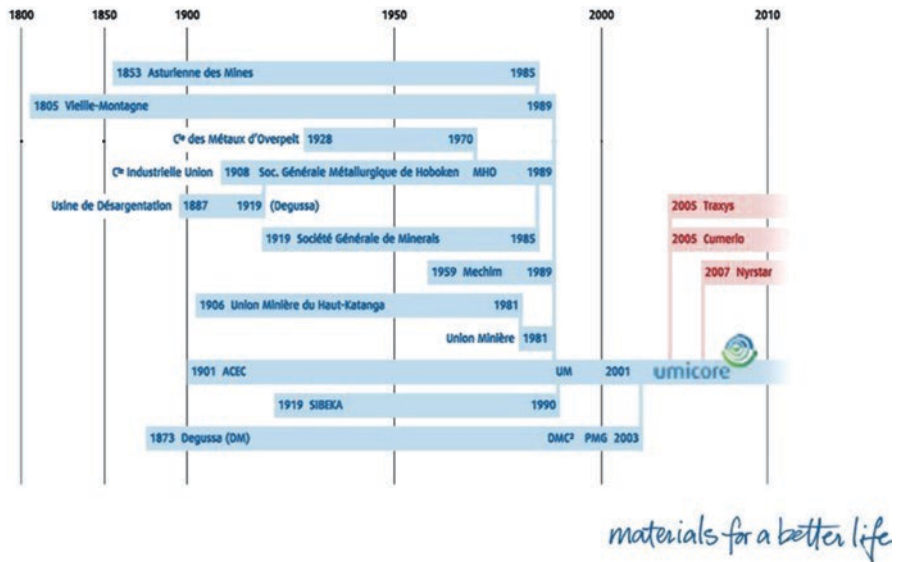 1800 1850 1900 1950 2000 2010
1853 Asturienne des Mines 1985
1805 Vieille-Montagne 1989
Cie des Métaux d'Overpelt 1928 1970
Cie Industrielle Union 1908 Soc. Générale Métallurgique de Hoboken MHO 1989
Usine de Désargentation 1887 1919 (Degussa) 2005 Traxys
1919 Société Générale de Minerais 1985 2005 Cumerio
1959 Mechim 1989 2007 Nyrstar
1906 Union Minière du Haut-Katanga 1981
Union Minière 1981
1901 ACEC UM 2001 umicore
1919 SIBEKA 1990
1873 Degussa (DM) DMC² PMG 2003
materials for a better life